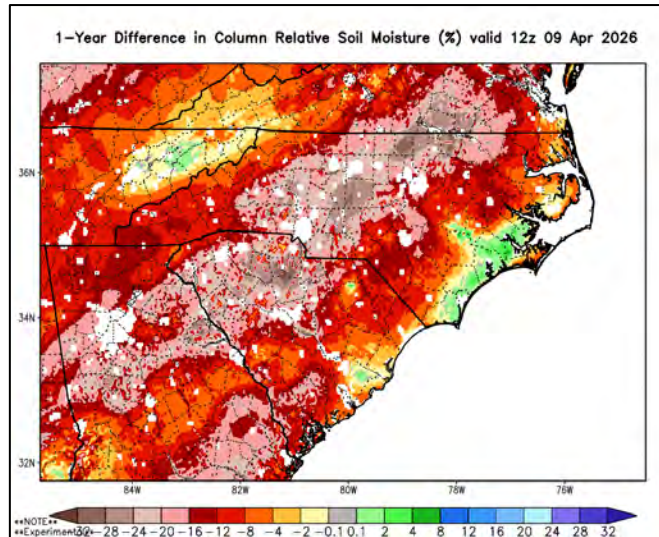 1-Year Difference in Column Relative Soil Moisture (%) valid 12z 09 Apr 2026
36N
34N
32N
84W 82W 80W 78W 76W
**NOTE**
**Experimental -28 -24 -20 -16 -12 -8 -4 -2 -0.1 0.1 2 4 8 12 16 20 24 28 32